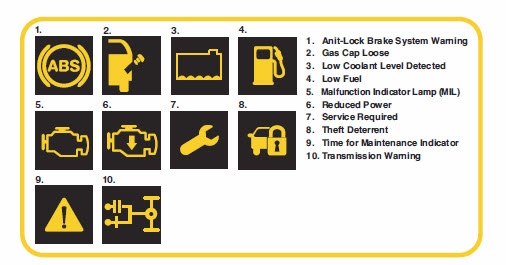 1.
2.
3.
4.
ABS
5.
6.
7.
8.
9.
10.
1. Anit-Lock Brake System Warning
2. Gas Cap Loose
3. Low Coolant Level Detected
4. Low Fuel
5. Malfunction Indicator Lamp (MIL)
6. Reduced Power
7. Service Required
8. Theft Deterrent
9. Time for Maintenance Indicator
10. Transmission Warning